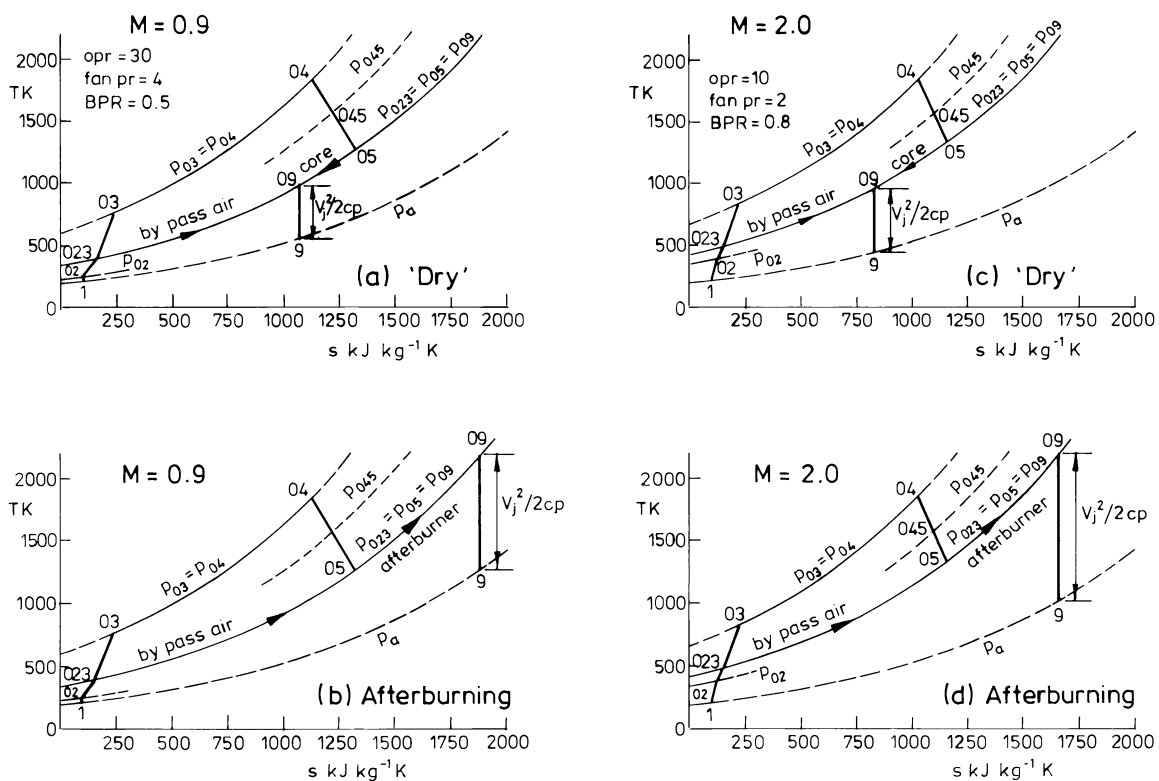 M = 0.9
opr = 30
fan pr = 4
BPR = 0.5
2000
TK
1500
1000
500
0
P03 = P04
04
P045
045
P023 = P05 = P09
05
core
09
03
by pass air
Vj²/2cp
023
02
P02
1
9
Pa
(a) 'Dry'
250 500 750 1000 1250 1500 1750 2000
s kJ kg⁻¹ K
M = 2.0
opr = 10
fan pr = 2
BPR = 0.8
2000
TK
1500
1000
500
0
P03 = P04
04
P045
045
P023 = P05 = P09
05
core
09
03
by pass air
Vj²/2cp
023
02
P02
1
9
Pa
(c) 'Dry'
250 500 750 1000 1250 1500 1750 2000
s kJ kg⁻¹ K
M = 0.9
2000
TK
1500
1000
500
0
P03 = P04
04
P045
P023 = P05 = P09
05
afterburner
09
03
by pass air
Vj²/2cp
023
02
1
9
Pa
(b) Afterburning
250 500 750 1000 1250 1500 1750 2000
s kJ kg⁻¹ K
M = 2.0
2000
TK
1500
1000
500
0
P03 = P04
04
P045
045
P023 = P05 = P09
05
afterburner
09
03
by pass air
Vj²/2cp
023
02
P02
1
9
Pa
(d) Afterburning
250 500 750 1000 1250 1500 1750 2000
s kJ kg⁻¹ K